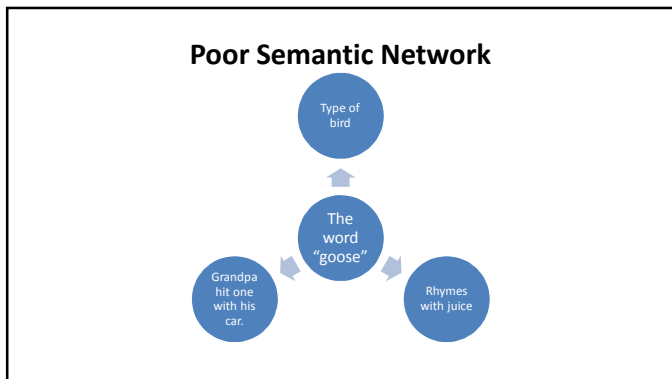 Poor Semantic Network
Type of
bird
The
word
“goose”
Grandpa
hit one
with his
car.
Rhymes
with juice